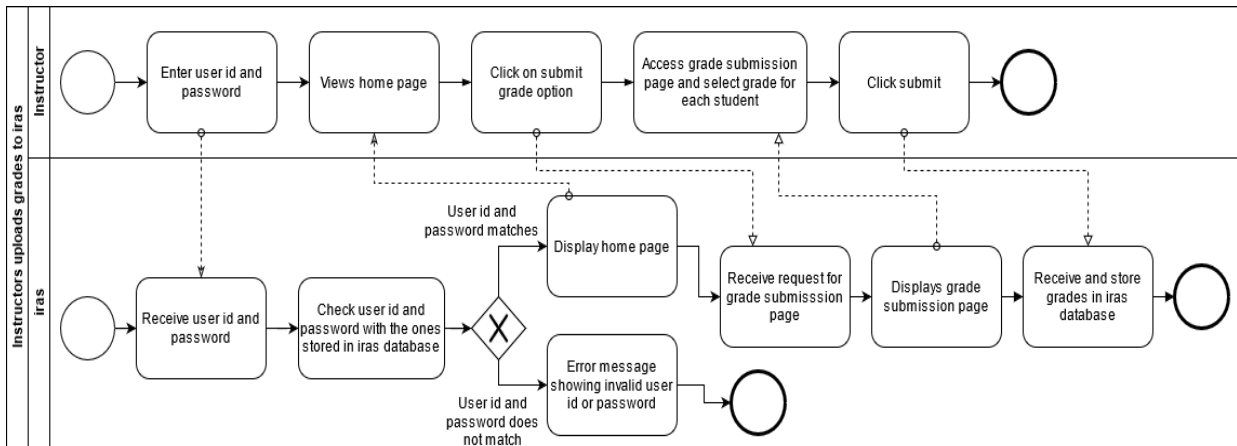 Instructors uploads grades to iras
Instructor
Enter user id and
password
Views home page
Click on submit
grade option
Access grade submission
page and select grade for
each student
Click submit
iras
Receive user id and
password
Check user id and
password with the ones
stored in iras database
User id and
password matches
Display home page
User id and
password does
not match
Error message
showing invalid user
id or password
Receive request for
grade submisssion
page
Displays grade
submission page
Receive and store
grades in iras
database